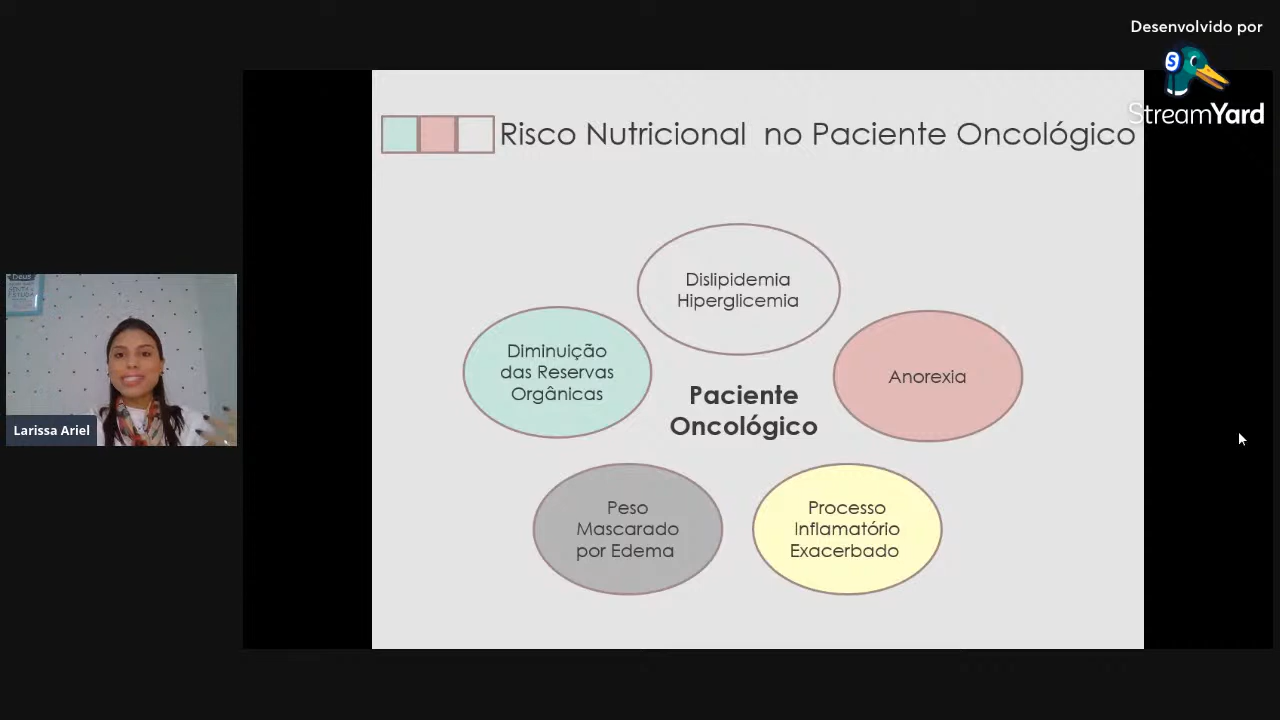 Desenvolvido por
StreamYard
Risco Nutricional no Paciente Oncológico
Dislipidemia
Hiperglicemia
Diminuição
das Reservas
Orgânicas
Anorexia
Paciente
Oncológico
Peso
Mascarado
por Edema
Processo
Inflamatório
Exacerbado
Larissa Ariel